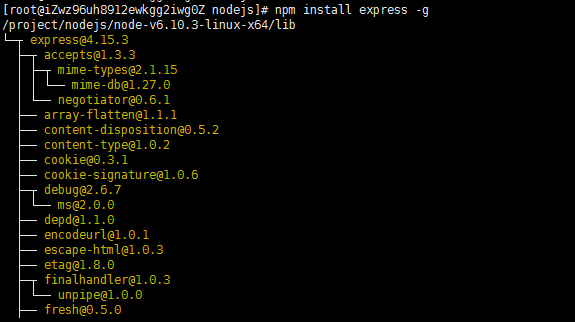 [root@iZwz96uh8912ewkgg2iwg0Z nodejs]# npm install express -g
/project/nodejs/node-v6.10.3-linux-x64/lib
└─┬ express@4.15.3
  ├─┬ accepts@1.3.3
  │ ├─┬ mime-types@2.1.15
  │ │ └── mime-db@1.27.0
  │ └── negotiator@0.6.1
  ├── array-flatten@1.1.1
  ├── content-disposition@0.5.2
  ├── content-type@1.0.2
  ├── cookie@0.3.1
  ├── cookie-signature@1.0.6
  ├─┬ debug@2.6.7
  │ └── ms@2.0.0
  ├── depd@1.1.0
  ├── encodeurl@1.0.1
  ├── escape-html@1.0.3
  ├── etag@1.8.0
  ├─┬ finalhandler@1.0.3
  │ └── unpipe@1.0.0
  ├── fresh@0.5.0